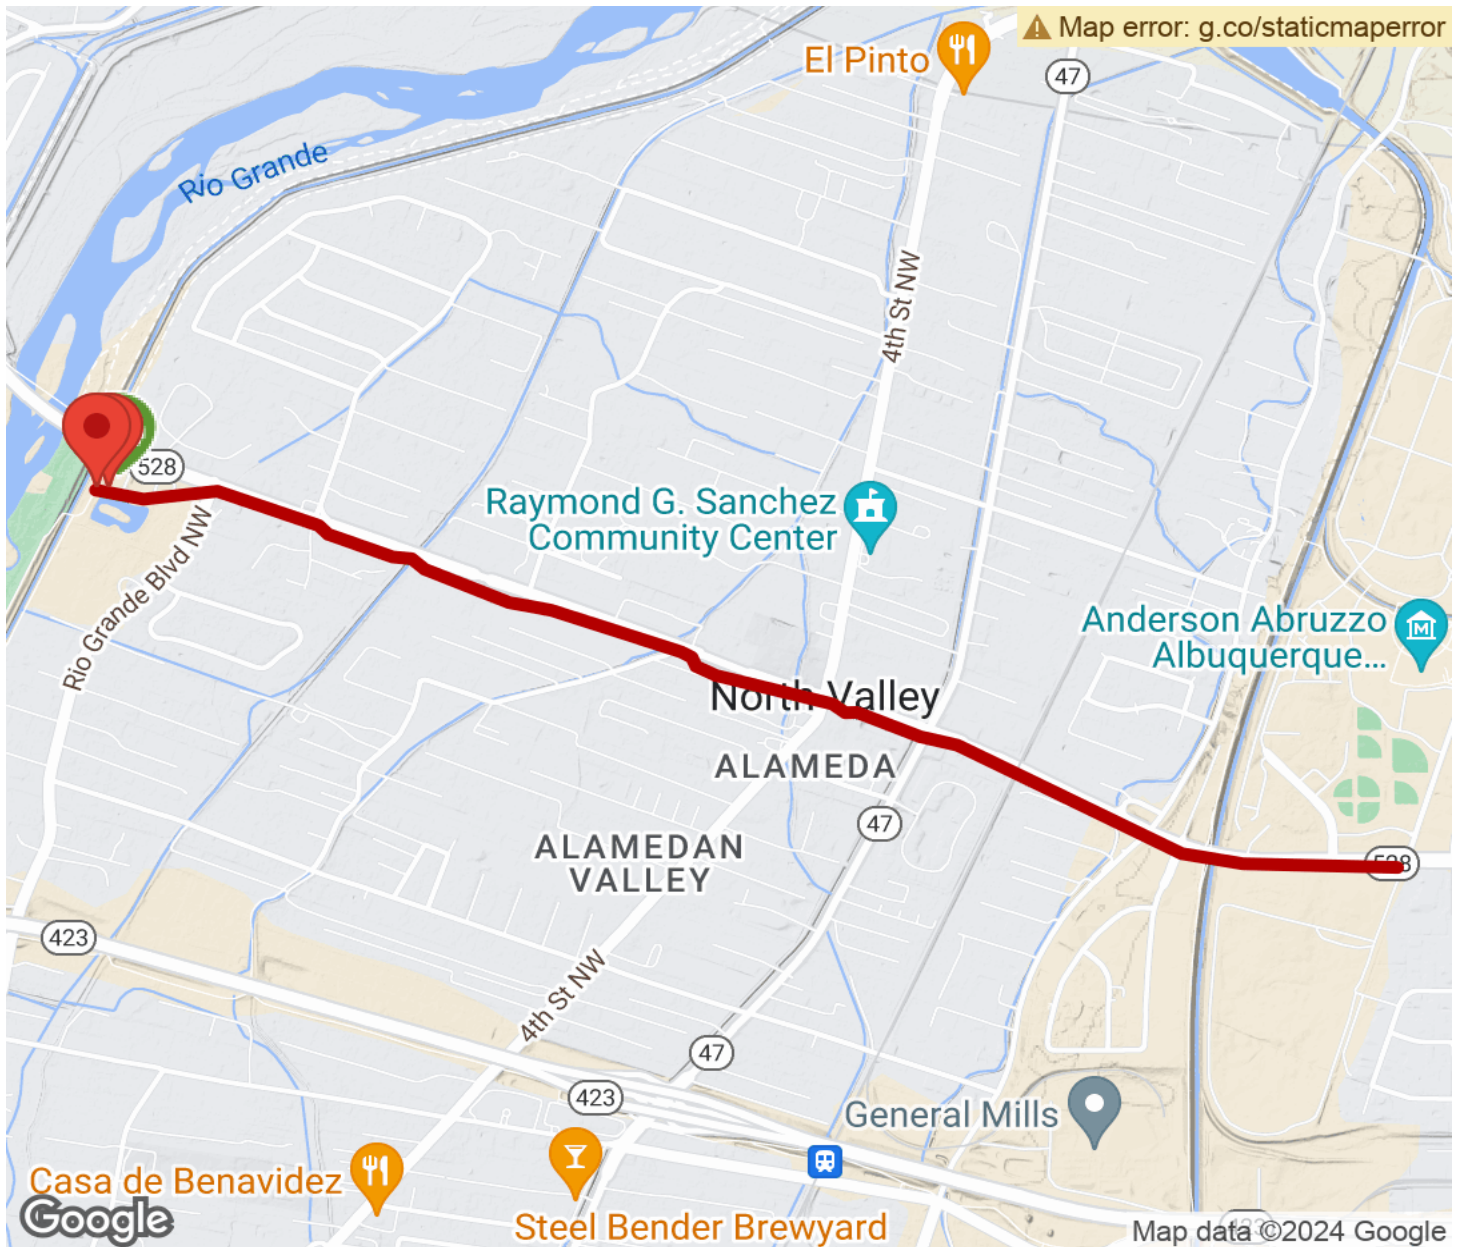 Map error: g.co/staticmaperror
El Pinto
47
Rio Grande
4th St NW
528
Raymond G. Sanchez
Community Center
Rio Grande Blvd NW
Anderson Abruzzo
Albuquerque...
M
North Valley
ALAMEDA
47
ALAMEDAN
VALLEY
528
423
4th St NW
47
423
General Mills
Casa de Benavidez
Steel Bender Brewyard
Google
423
Map data ©2024 Google